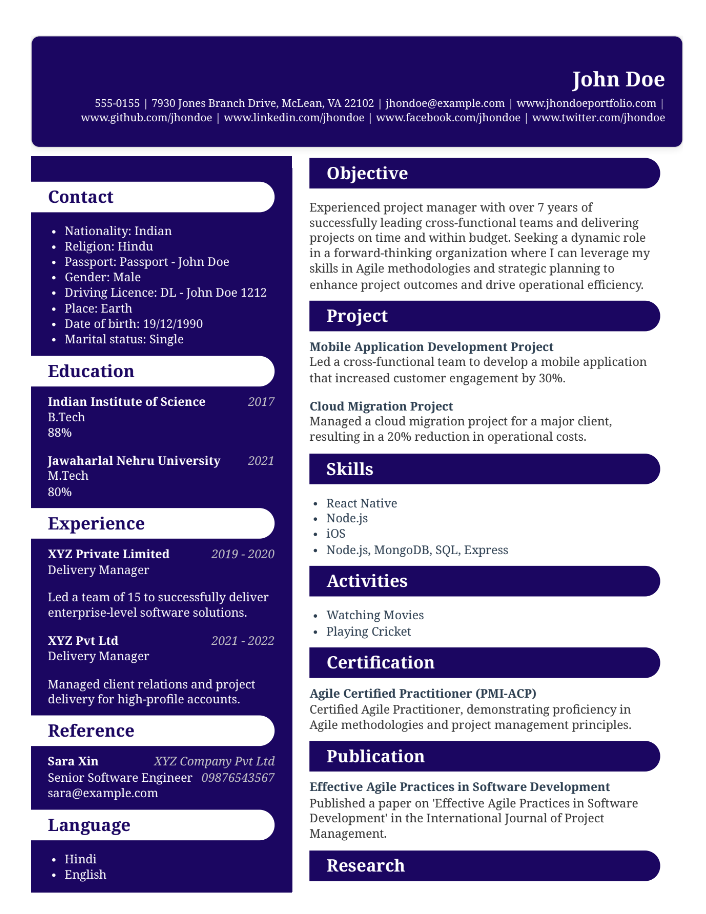 John Doe
555-0155 | 7930 Jones Branch Drive, McLean, VA 22102 | jhondoe@example.com | www.jhondoeportfolio.com |
www.github.com/jhondoe | www.linkedin.com/jhondoe | www.facebook.com/jhondoe | www.twitter.com/jhondoe
Contact
• Nationality: Indian
• Religion: Hindu
• Passport: Passport - John Doe
• Gender: Male
• Driving Licence: DL - John Doe 1212
• Place: Earth
• Date of birth: 19/12/1990
• Marital status: Single
Education
Indian Institute of Science 2017
B.Tech
88%
Jawaharlal Nehru University 2021
M.Tech
80%
Experience
XYZ Private Limited 2019 - 2020
Delivery Manager
Led a team of 15 to successfully deliver
enterprise-level software solutions.
XYZ Pvt Ltd 2021 - 2022
Delivery Manager
Managed client relations and project
delivery for high-profile accounts.
Reference
Sara Xin XYZ Company Pvt Ltd
Senior Software Engineer 09876543567
sara@example.com
Language
• Hindi
• English
Objective
Experienced project manager with over 7 years of
successfully leading cross-functional teams and delivering
projects on time and within budget. Seeking a dynamic role
in a forward-thinking organization where I can leverage my
skills in Agile methodologies and strategic planning to
enhance project outcomes and drive operational efficiency.
Project
Mobile Application Development Project
Led a cross-functional team to develop a mobile application
that increased customer engagement by 30%.
Cloud Migration Project
Managed a cloud migration project for a major client,
resulting in a 20% reduction in operational costs.
Skills
• React Native
• Node.js
• iOS
• Node.js, MongoDB, SQL, Express
Activities
• Watching Movies
• Playing Cricket
Certification
Agile Certified Practitioner (PMI-ACP)
Certified Agile Practitioner, demonstrating proficiency in
Agile methodologies and project management principles.
Publication
Effective Agile Practices in Software Development
Published a paper on 'Effective Agile Practices in Software
Development' in the International Journal of Project
Management.
Research